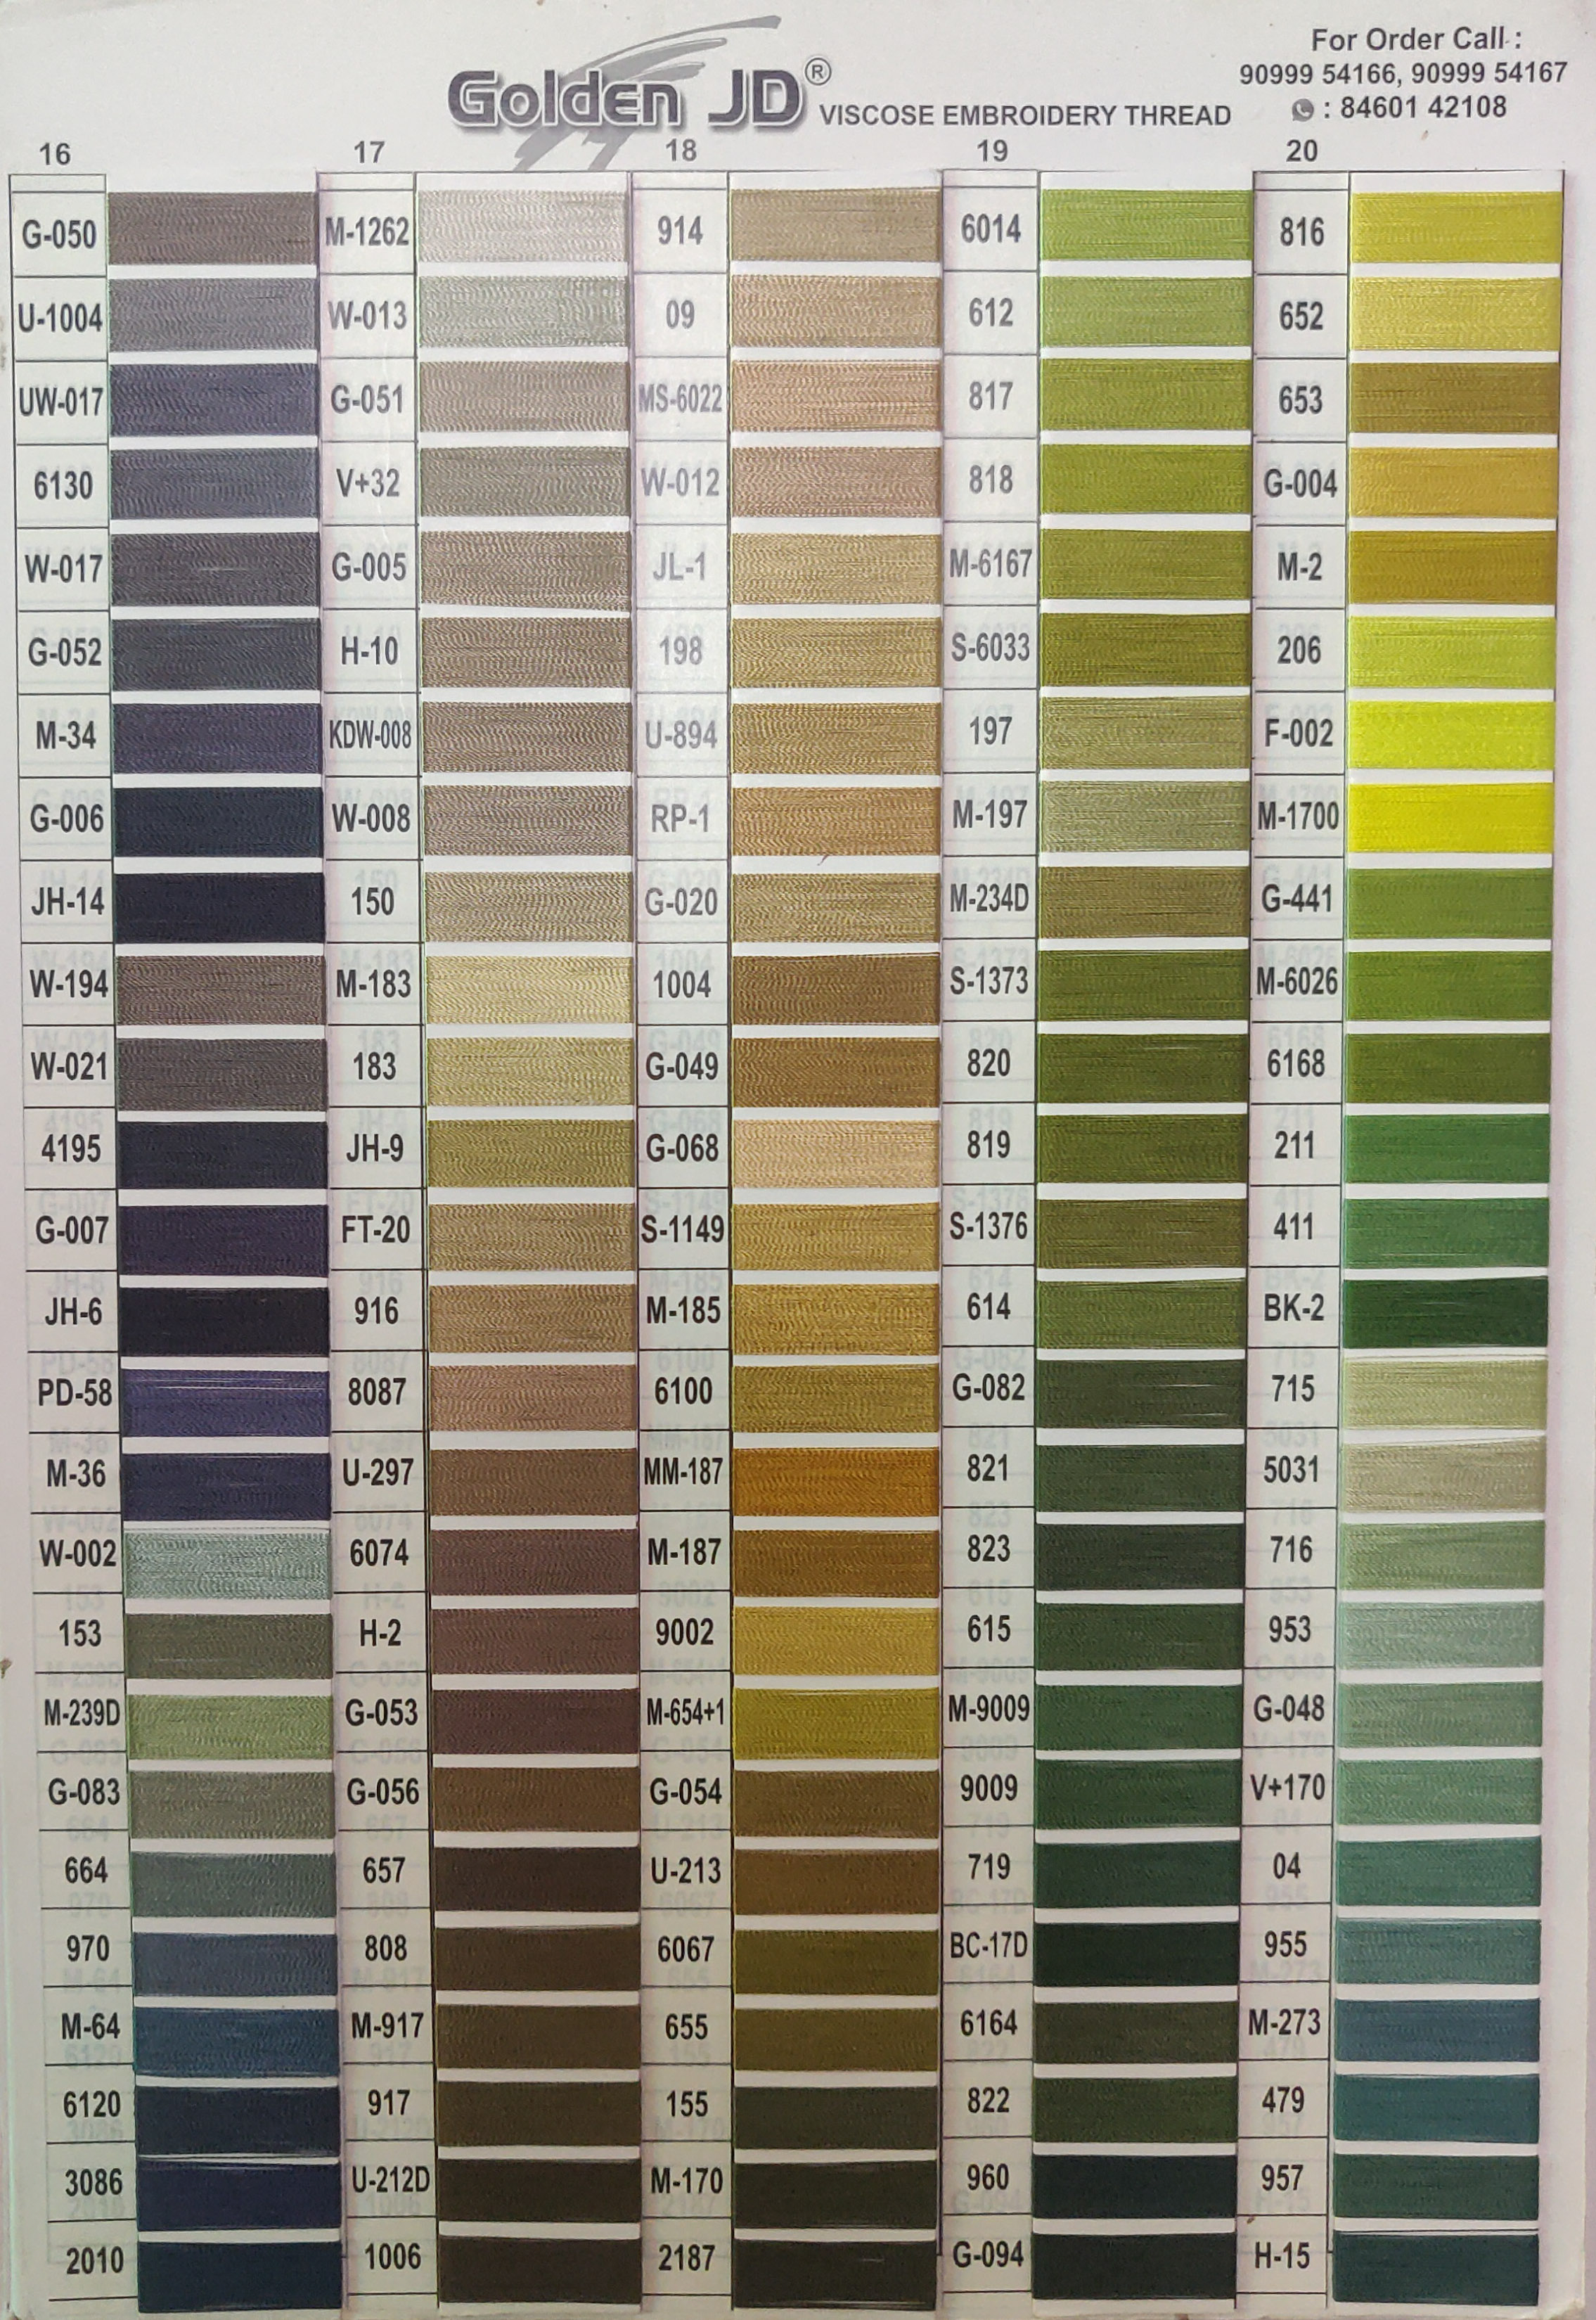 Golden JD®
VISCOSE EMBROIDERY THREAD
For Order Call :
90999 54166, 90999 54167
: 84601 42108
16 17 18 19 20
G-050 M-1262 914 6014 816
U-1004 W-013 09 612 652
UW-017 G-051 MS-6022 817 653
6130 V+32 W-012 818 G-004
W-017 G-005 JL-1 M-6167 M-2
G-052 H-10 198 S-6033 206
M-34 KDW-008 U-894 197 F-002
G-006 W-008 RP-1 M-197 M-1700
JH-14 150 G-020 M-234D G-441
W-194 M-183 1004 S-1373 M-6026
W-021 183 G-049 820 6168
4195 JH-9 G-068 819 211
G-007 FT-20 S-1149 S-1376 411
JH-6 916 M-185 614 BK-2
PD-58 8087 6100 G-082 715
M-36 U-297 MM-187 821 5031
W-002 6074 M-187 823 716
153 H-2 9002 615 953
M-239D G-053 M-654+1 M-9009 G-048
G-083 G-056 G-054 9009 V+170
664 657 U-213 719 04
970 808 6067 BC-17D 955
M-64 M-917 655 6164 M-273
6120 917 155 822 479
3086 U-212D M-170 960 957
2010 1006 2187 G-094 H-15